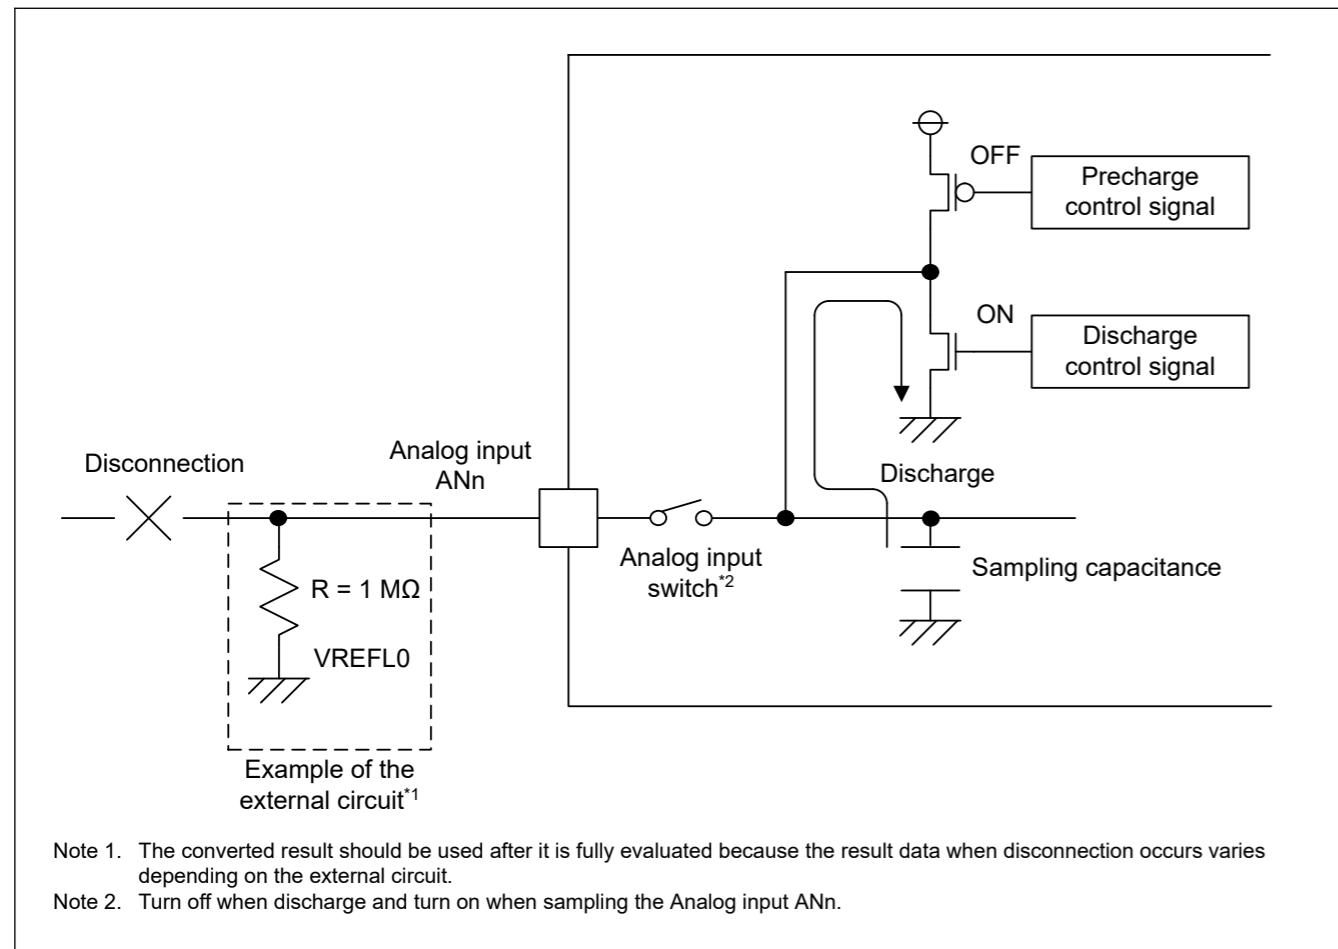 OFF
Precharge
control signal
ON
Discharge
control signal
Disconnection
Analog input
ANn
Discharge
Analog input
switch*2
Sampling capacitance
R = 1 MΩ
VREFL0
Example of the
external circuit*1
Note 1. The converted result should be used after it is fully evaluated because the result data when disconnection occurs varies
depending on the external circuit.
Note 2. Turn off when discharge and turn on when sampling the Analog input ANn.